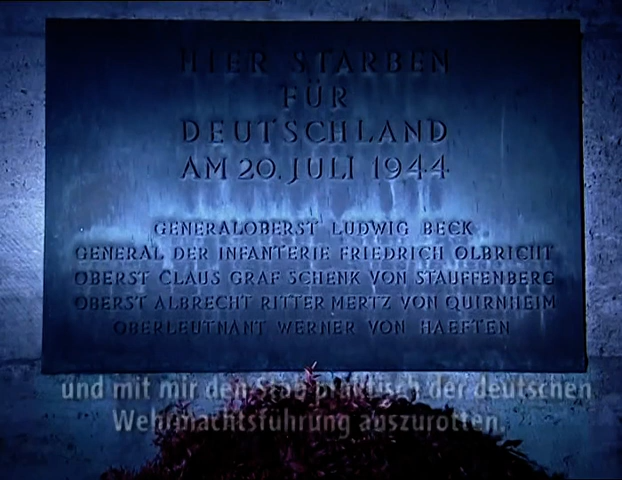 HIER STARBEN
FÜR
DEUTSCHLAND
AM 20. JULI 1944
GENERALOBERST LUDWIG BECK
GENERAL DER INFANTERIE FRIEDRICH OLBRICHT
OBERST CLAUS GRAF SCHENK VON STAUFFENBERG
OBERST ALBRECHT RITTER MERTZ VON QUIRNHEIM
OBERLEUTNANT WERNER VON HAEFTEN
und mit mir den Stab praktisch der deutschen
Wehrmachtsführung auszurotten.